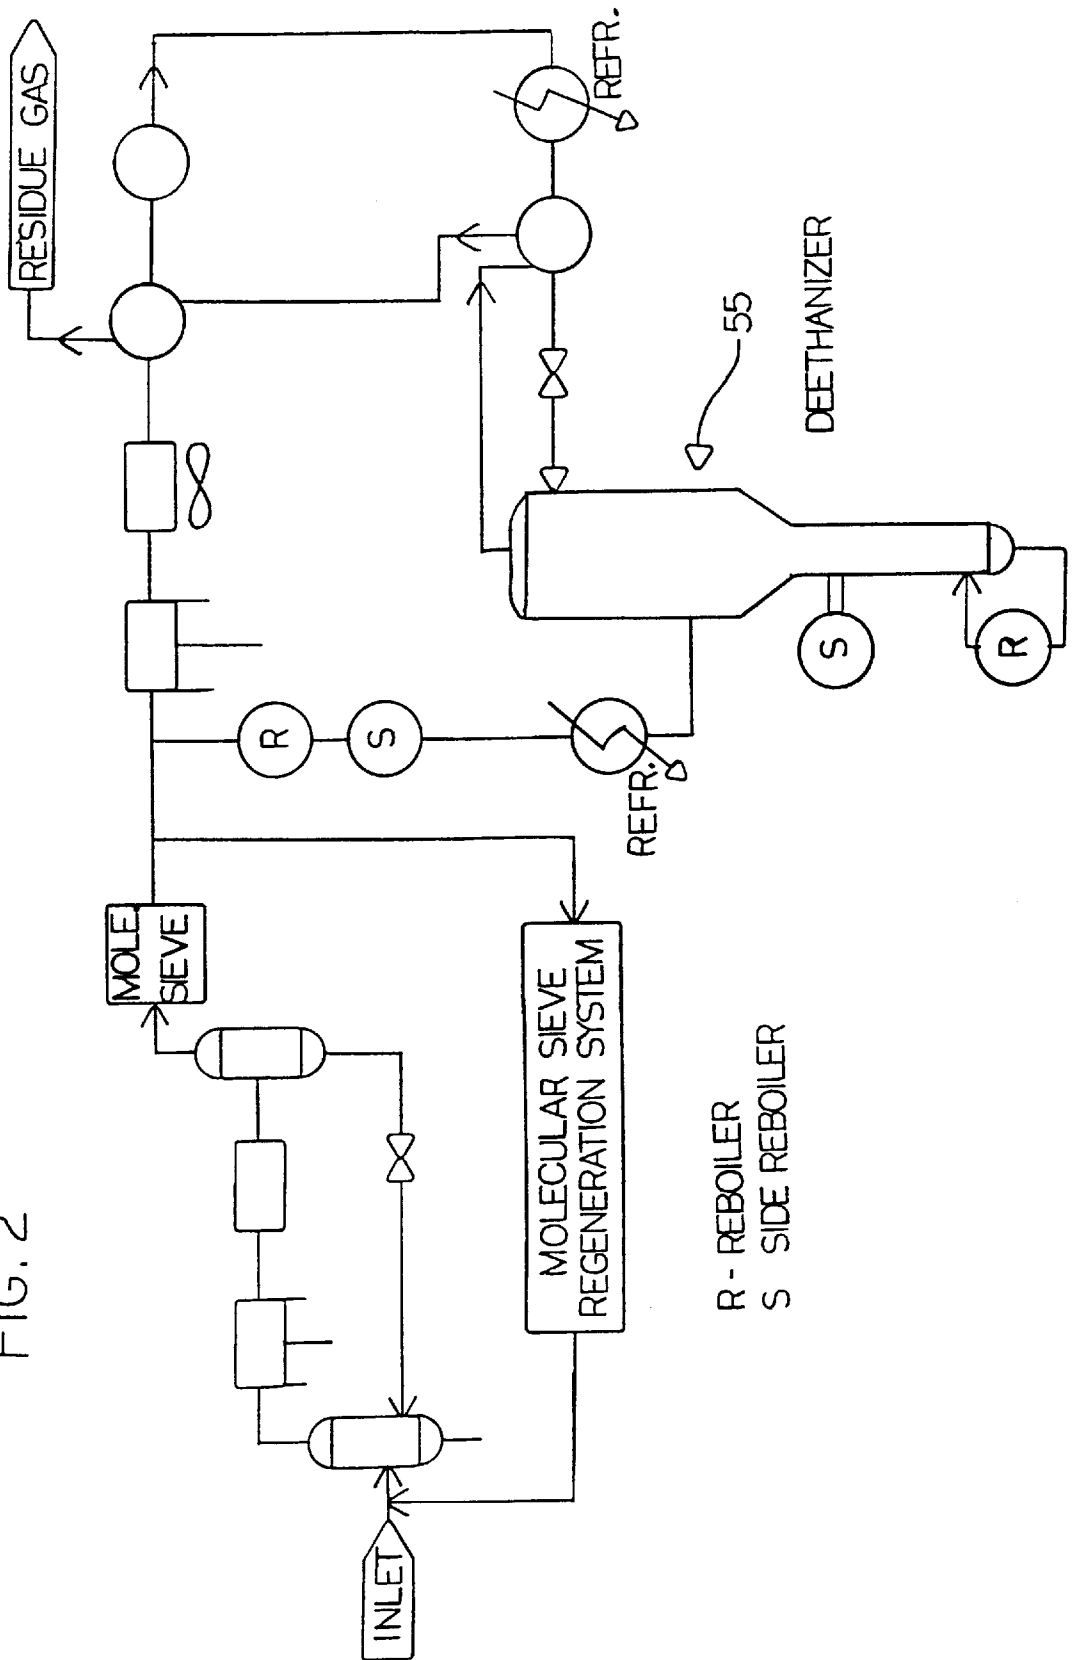 FIG. 2
RESIDUE GAS
REFR.
MOLE.
SIEVE
R
S
REFR.
55
DEETHANIZER
S
R
INLET
MOLECULAR SIEVE
REGENERATION SYSTEM
R - REBOILER
S SIDE REBOILER